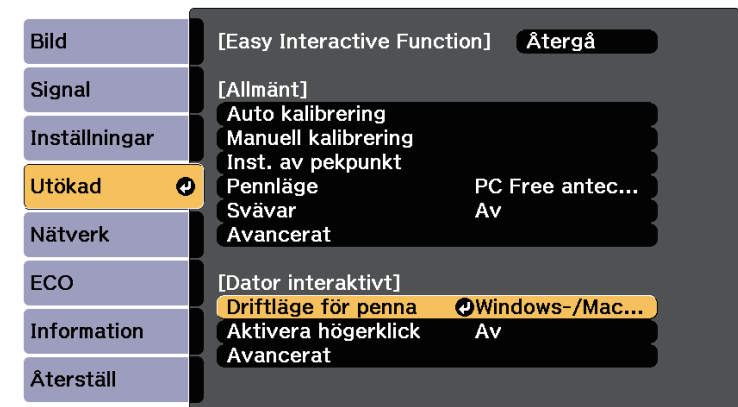 Bild
Signal
Inställningar
Utökad
Nätverk
ECO
Information
Återställ
[Easy Interactive Function] Återgå
[Allmänt]
Auto kalibrering
Manuell kalibrering
Inst. av pekpunkt
Pennläge PC Free antec...
Svävar Av
Avancerat
[Dator interaktivt]
Driftläge för penna Windows-/Mac...
Aktivera högerklick Av
Avancerat